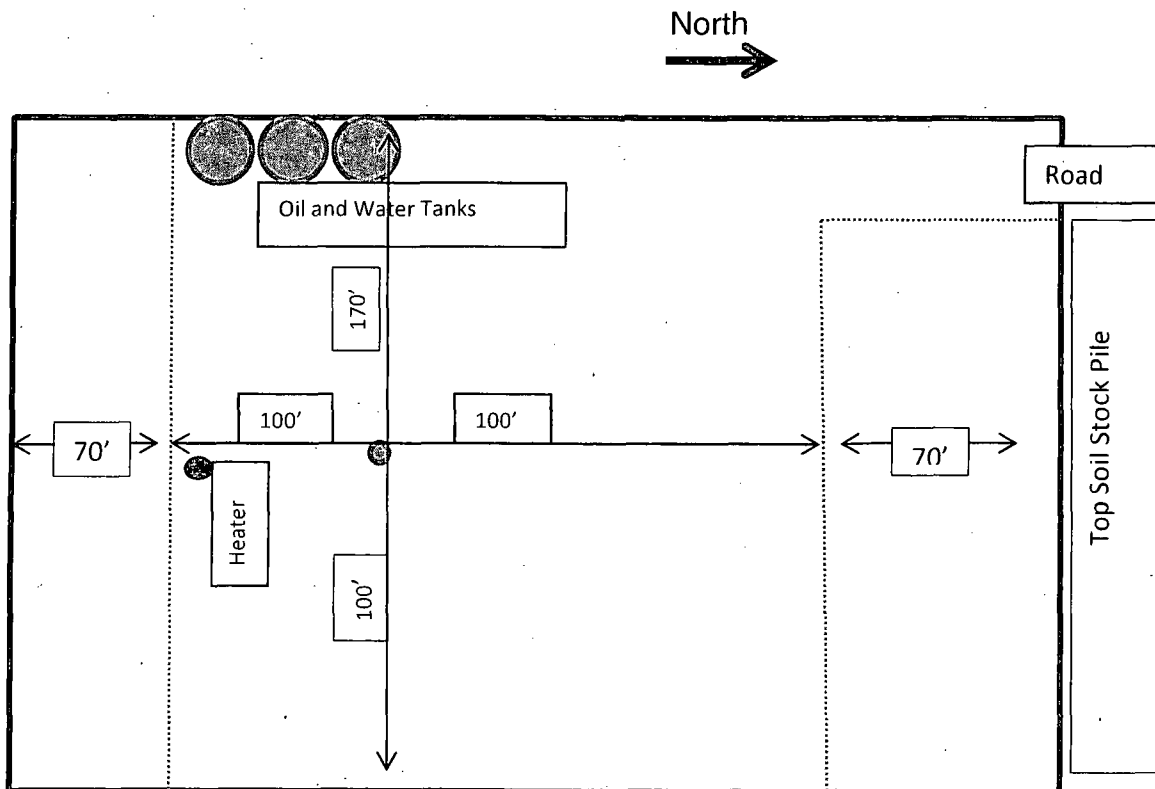 North
Road
Oil and Water Tanks
170'
Top Soil Stock Pile
100'
100'
70'
70'
Heater
100'